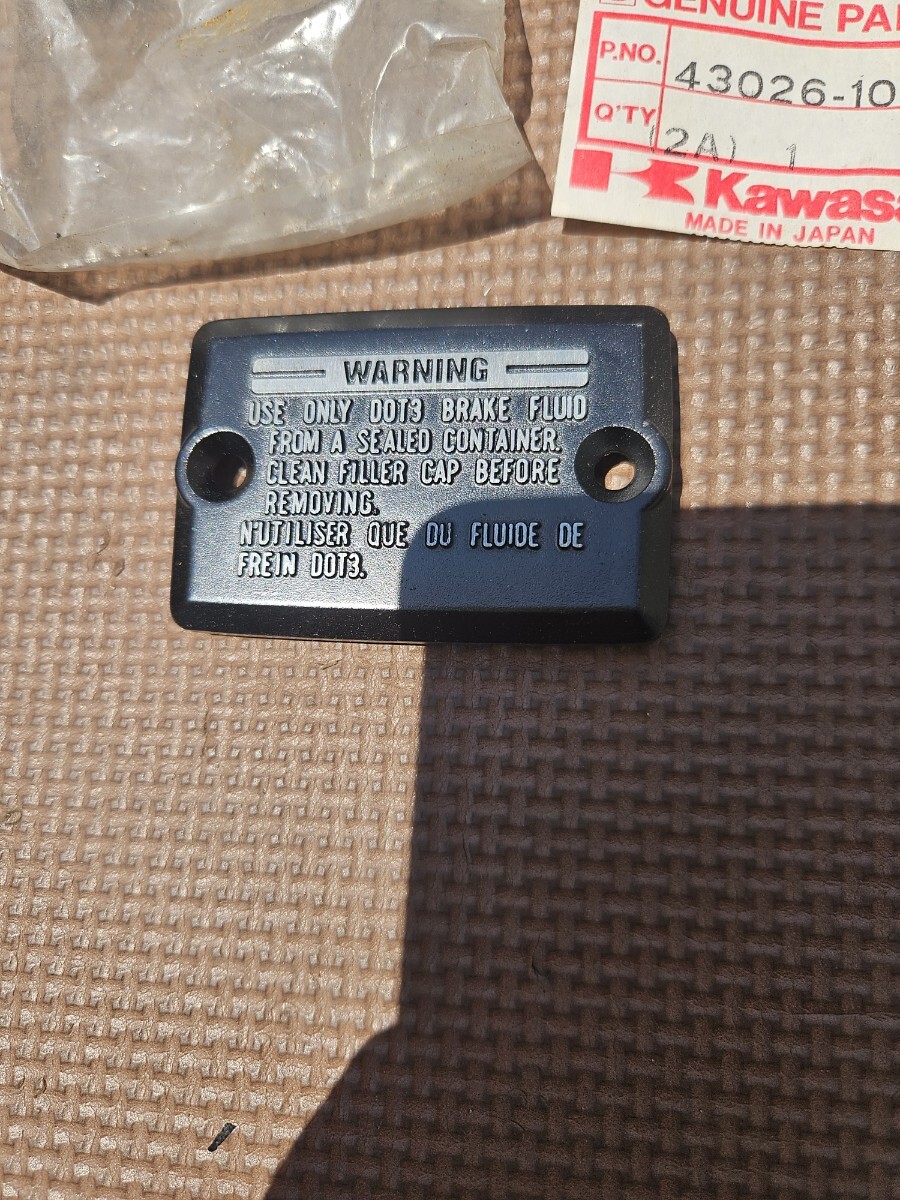 GENUINE PA
P.NO. 43026-10
Q'TY (2A) 1
Kawas
MADE IN JAPAN
WARNING
USE ONLY DOT3 BRAKE FLUID
FROM A SEALED CONTAINER.
CLEAN FILLER CAP BEFORE
REMOVING.
N'UTILISER QUE DU FLUIDE DE
FREIN DOT3.